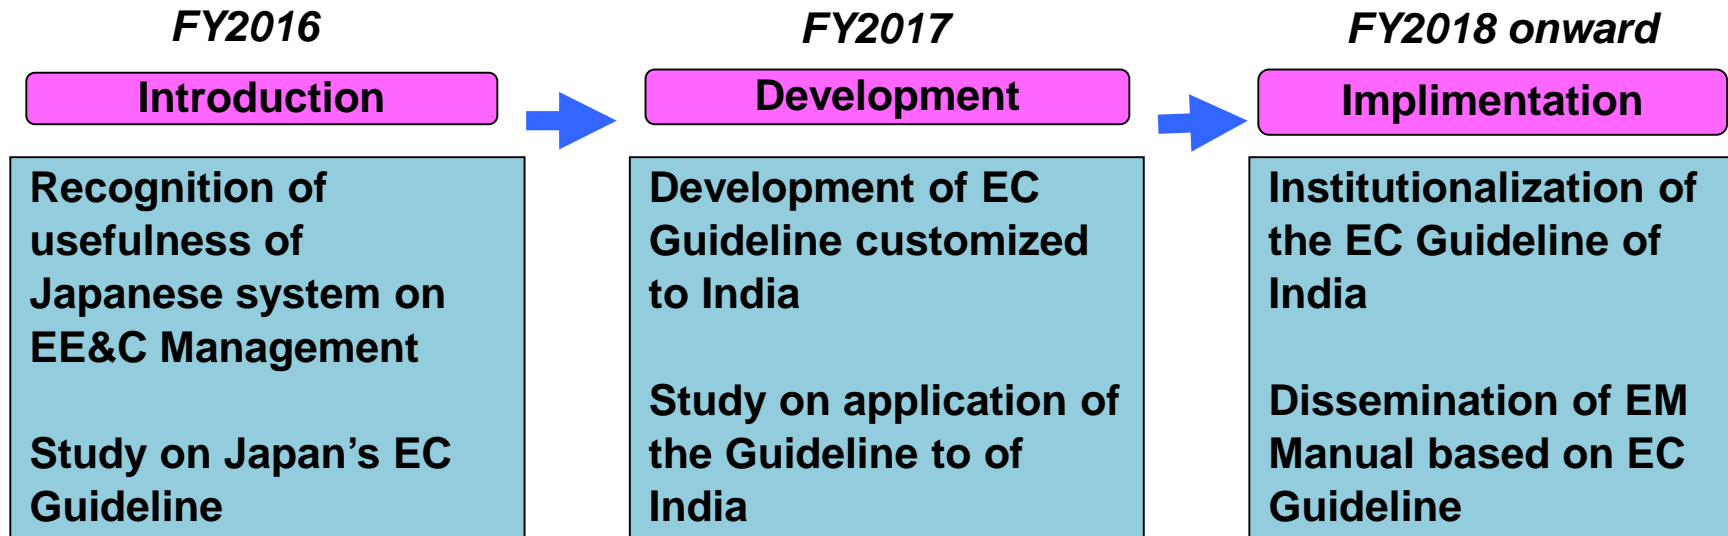 FY2016
FY2017
FY2018 onward
Introduction
Development
Implimentation
Recognition of
usefulness of
Japanese system on
EE&C Management
Study on Japan’s EC
Guideline
Development of EC
Guideline customized
to India
Study on application of
the Guideline to of
India
Institutionalization of
the EC Guideline of
India
Dissemination of EM
Manual based on EC
Guideline